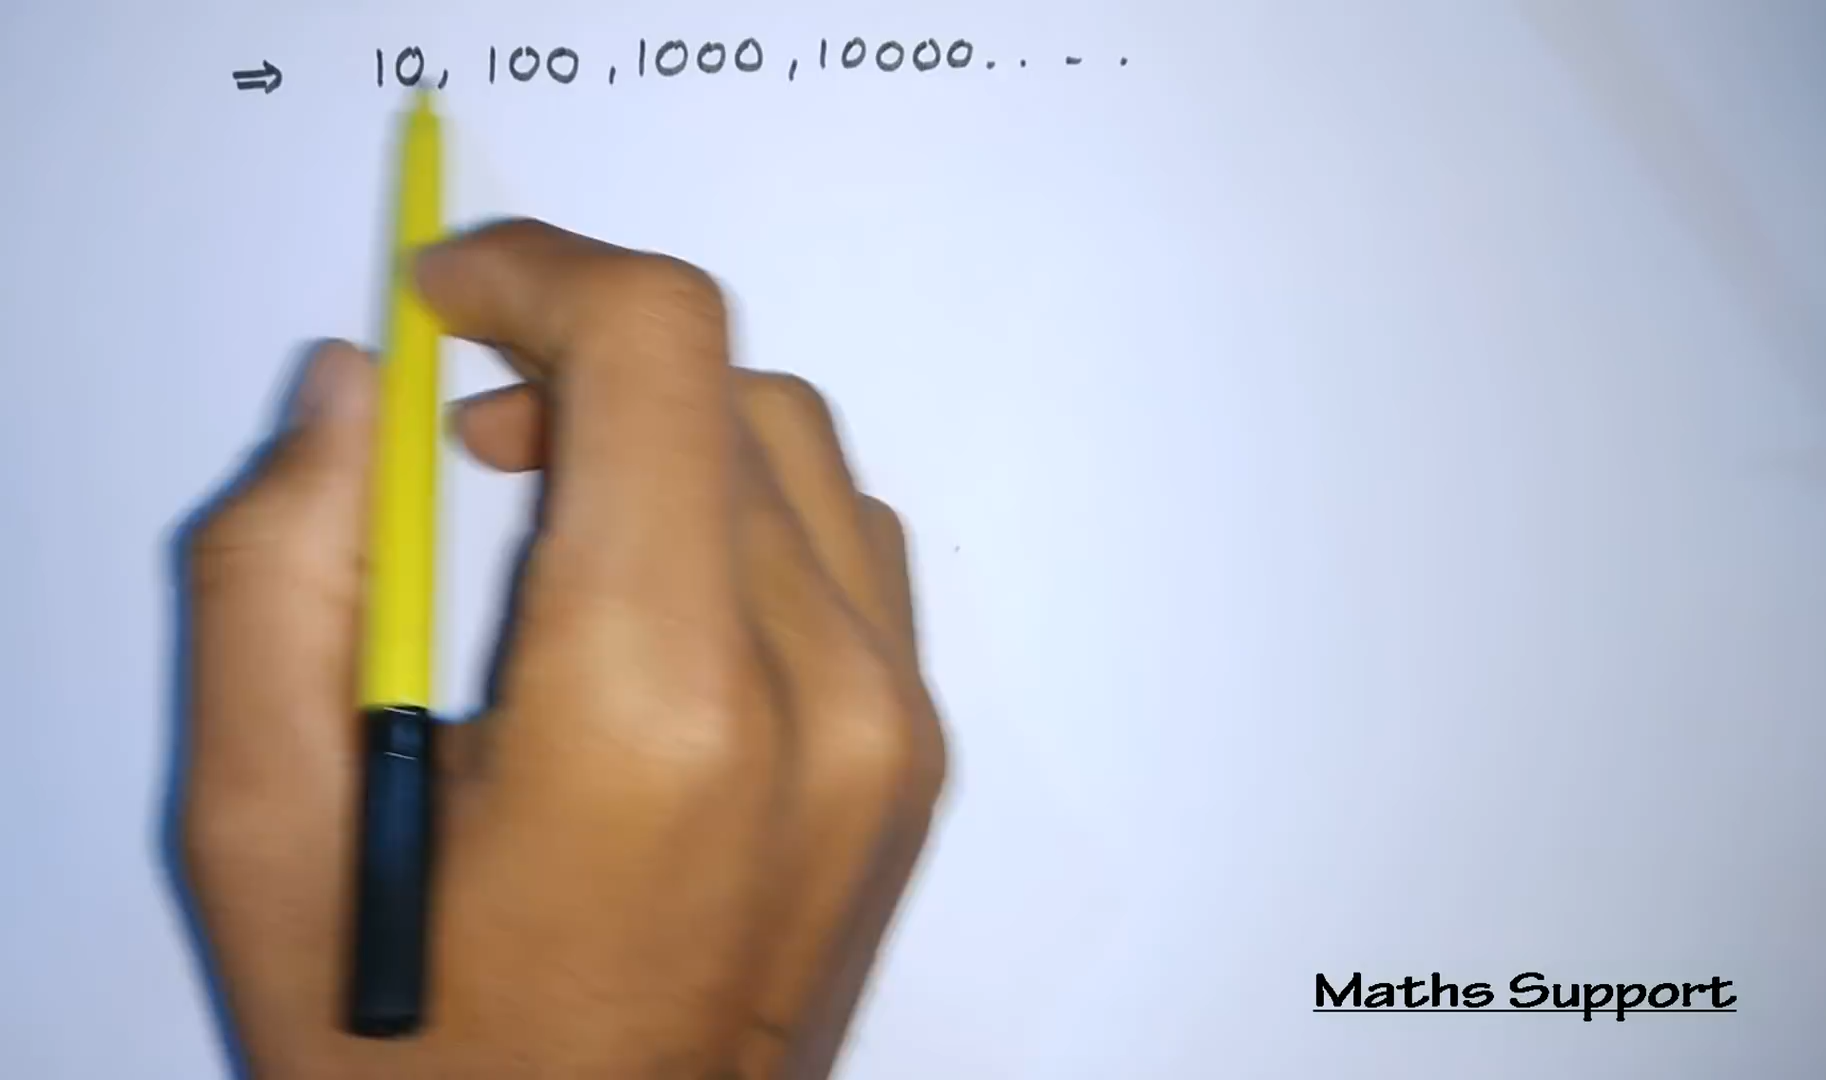 ⇒ 10, 100, 1000, 10000. . - .
Maths Support